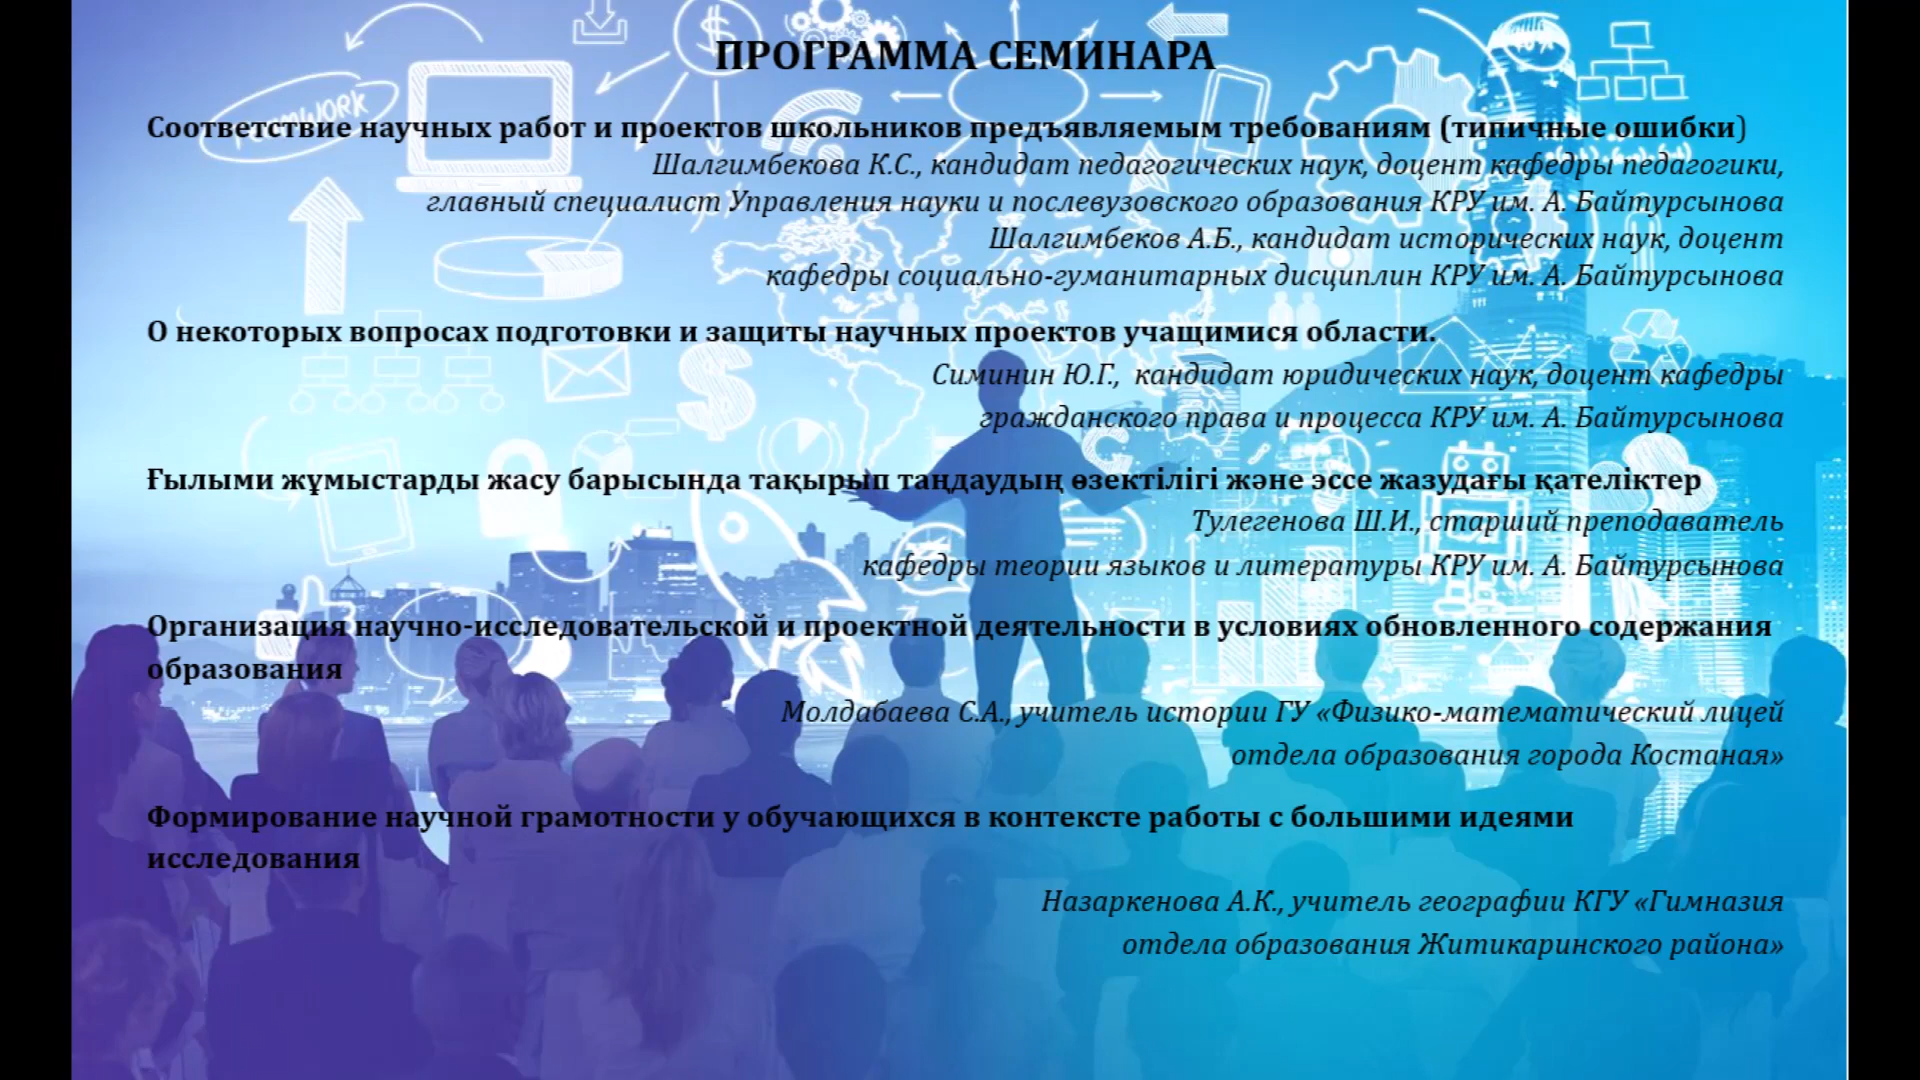 ПРОГРАММА СЕМИНАРА
TEAMWORK
Соответствие научных работ и проектов школьников предъявляемым требованиям (типичные ошибки)
Шалгимбекова К.С., кандидат педагогических наук, доцент кафедры педагогики,
главный специалист Управления науки и послевузовского образования КРУ им. А. Байтурсынова
Шалгимбеков А.Б., кандидат исторических наук, доцент
кафедры социально-гуманитарных дисциплин КРУ им. А. Байтурсынова
О некоторых вопросах подготовки и защиты научных проектов учащимися области.
Симинин Ю.Г., кандидат юридических наук, доцент кафедры
гражданского права и процесса КРУ им. А. Байтурсынова
Ғылыми жұмыстарды жасу барысында тақырып таңдаудың өзектілігі және эссе жазудағы қателіктер
Тулегенова Ш.И., старший преподаватель
кафедры теории языков и литературы КРУ им. А. Байтурсынова
Организация научно-исследовательской и проектной деятельности в условиях обновленного содержания
образования
Молдабаева С.А., учитель истории ГУ «Физико-математический лицей
отдела образования города Костаная»
Формирование научной грамотности у обучающихся в контексте работы с большими идеями
исследования
Назаркенова А.К., учитель географии КГУ «Гимназия
отдела образования Житикаринского района»